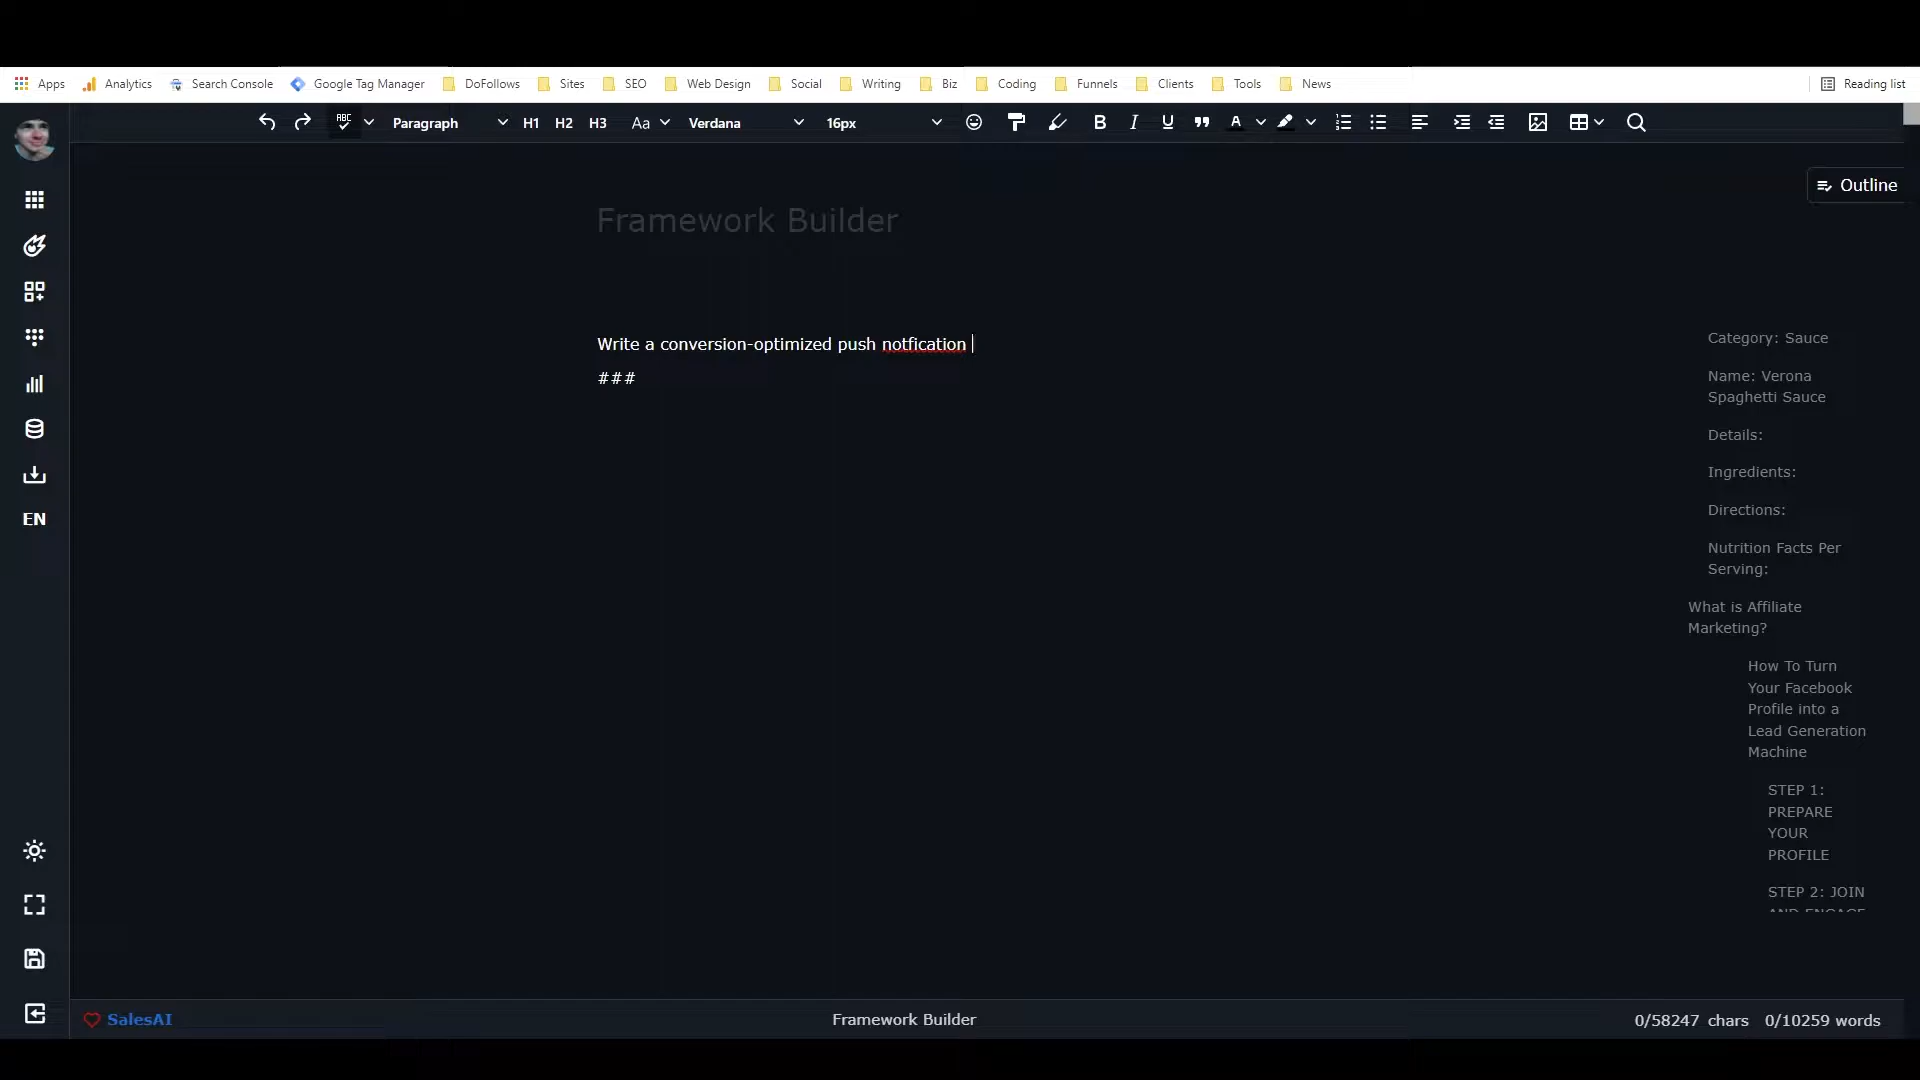 Apps Analytics Search Console Google Tag Manager DoFollows Sites SEO Web Design Social Writing Biz Coding Funnels Clients Tools News Reading list
ABC Paragraph H1 H2 H3 Aa Verdana 16px B I U A
Outline
Framework Builder
Write a conversion-optimized push notfication
###
Category: Sauce
Name: Verona
Spaghetti Sauce
Details:
Ingredients:
Directions:
Nutrition Facts Per
Serving:
What is Affiliate
Marketing?
How To Turn
Your Facebook
Profile into a
Lead Generation
Machine
STEP 1:
PREPARE
YOUR
PROFILE
STEP 2: JOIN
AND ENGAGE
EN
SalesAI Framework Builder 0/58247 chars 0/10259 words